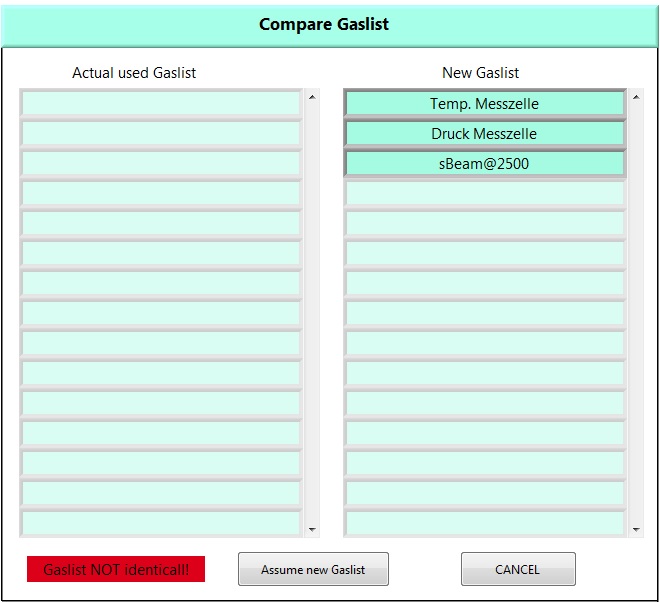 Compare Gaslist
Actual used Gaslist
New Gaslist
Temp. Messzelle
Druck Messzelle
sBeam@2500
Gaslist NOT identical!!
Assume new Gaslist
CANCEL